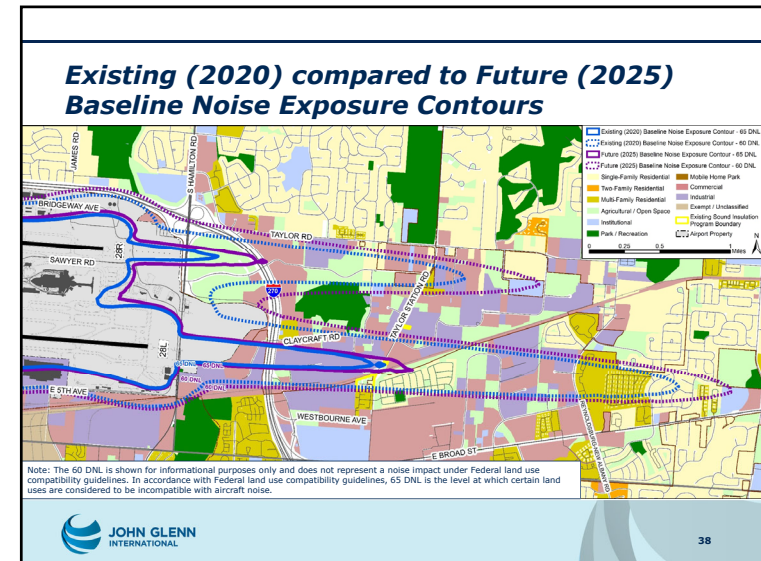 Existing (2020) compared to Future (2025)
Baseline Noise Exposure Contours
JAMES RD
S HAMILTON RD
BRIDGEWAY AVE
28R
SAWYER RD
TAYLOR RD
270
TAYLOR STATION RD
CLAYCRAFT RD
28L
65 DNL
65 DNL
60 DNL
60 DNL
E 5TH AVE
WESTBOURNE AVE
E BROAD ST
REYNOLDSBURG-NEW ALBANY RD
Existing (2020) Baseline Noise Exposure Contour - 65 DNL
Existing (2020) Baseline Noise Exposure Contour - 60 DNL
Future (2025) Baseline Noise Exposure Contour - 65 DNL
Future (2025) Baseline Noise Exposure Contour - 60 DNL
Single-Family Residential
Two-Family Residential
Multi-Family Residential
Agricultural / Open Space
Institutional
Park / Recreation
Mobile Home Park
Commercial
Industrial
Exempt / Unclassified
Existing Sound Insulation
Program Boundary
Airport Property
N
0 0.25 0.5 1
Miles
Note: The 60 DNL is shown for informational purposes only and does not represent a noise impact under Federal land use
compatibility guidelines. In accordance with Federal land use compatibility guidelines, 65 DNL is the level at which certain land
uses are considered to be incompatible with aircraft noise.
JOHN GLENN
INTERNATIONAL
38